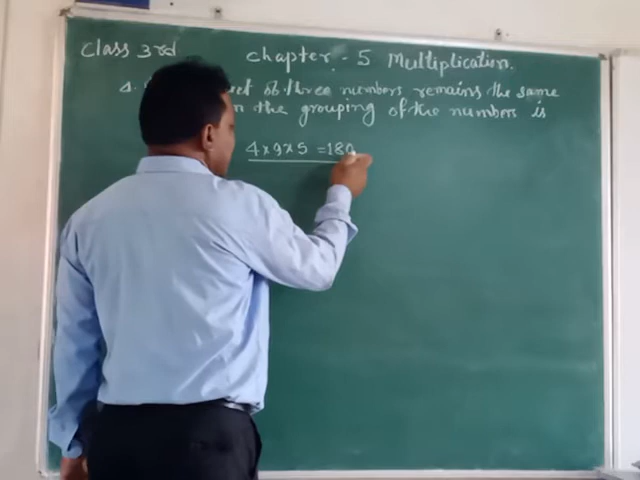 Class 3rd
Chapter - 5 Multiplication.
of three numbers remains the same
the grouping of the numbers is
4 x 9 x 5 = 180